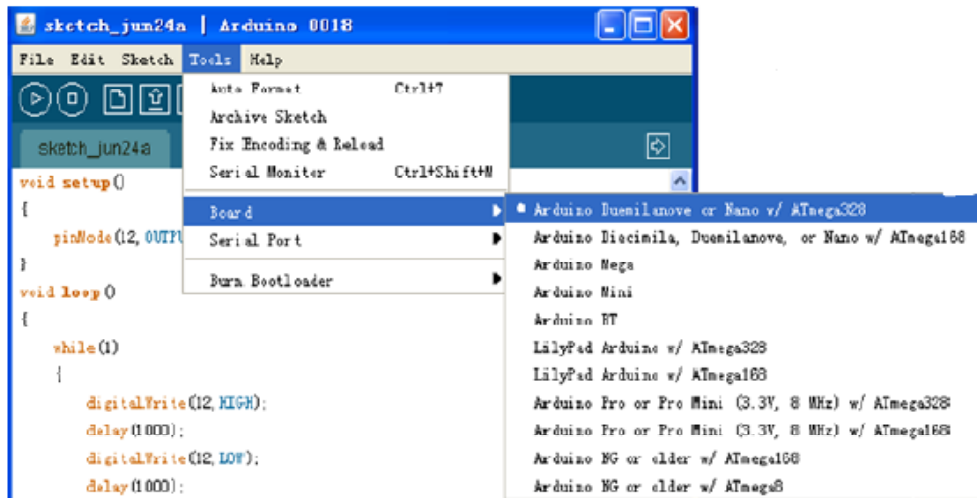 sketch_jun24a | Arduino 0018
File Edit Sketch Tools Help
Auto Format Ctrl+T
Archive Sketch
Fix Encoding & Reload
Serial Monitor Ctrl+Shift+M
Board
Serial Port
Burn Bootloader
Arduino Duemilanove or Nano w/ ATmega328
Arduino Diecimila, Duemilanove, or Nano w/ ATmega168
Arduino Mega
Arduino Mini
Arduino BT
LilyPad Arduino w/ ATmega328
LilyPad Arduino w/ ATmega168
Arduino Pro or Pro Mini (3.3V, 8 MHz) w/ ATmega328
Arduino Pro or Pro Mini (3.3V, 8 MHz) w/ ATmega168
Arduino NG or older w/ ATmega168
Arduino NG or older w/ ATmega8
sketch_jun24a
void setup()
{
pinMode(12, OUTPU
}
void loop()
{
while(1)
{
digitalWrite(12, HIGH);
delay(1000);
digitalWrite(12, LOW);
delay(1000);